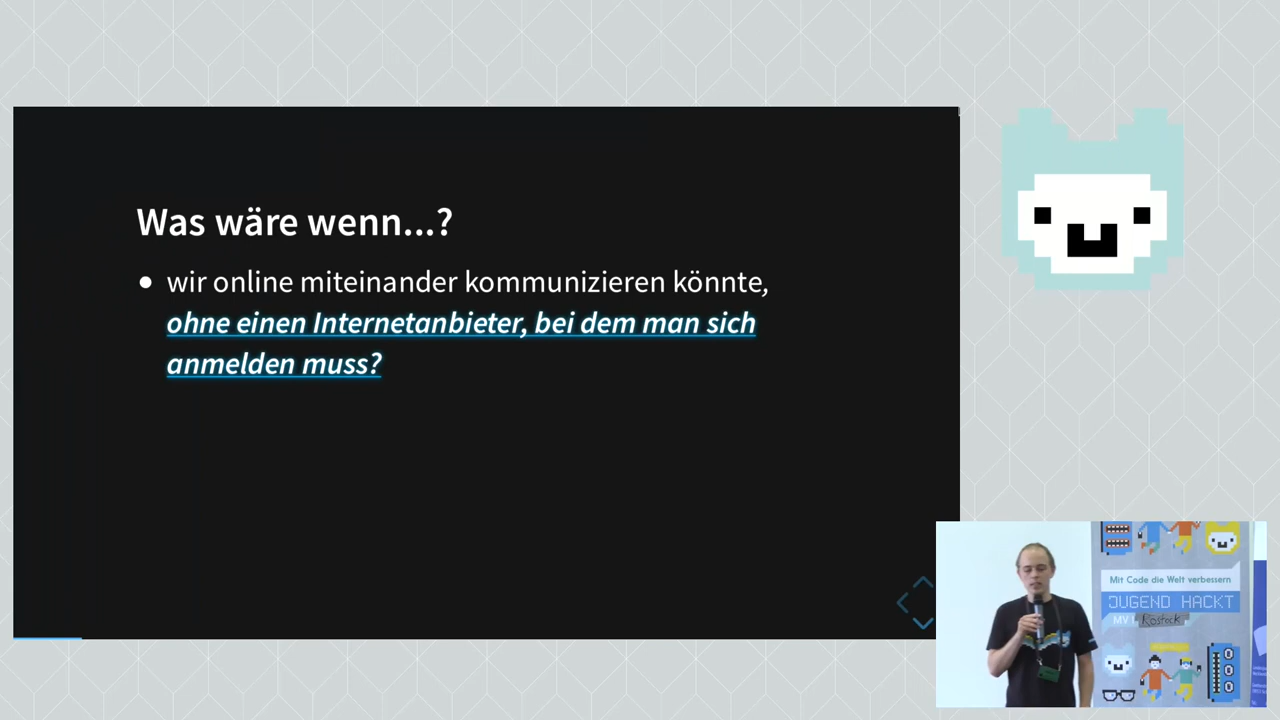 Was wäre wenn...?
wir online miteinander kommunizieren könnte,
ohne einen Internetanbieter, bei dem man sich
anmelden muss?
Mit Code die Welt verbessern
JUGEND HACKT
MV
Rostock